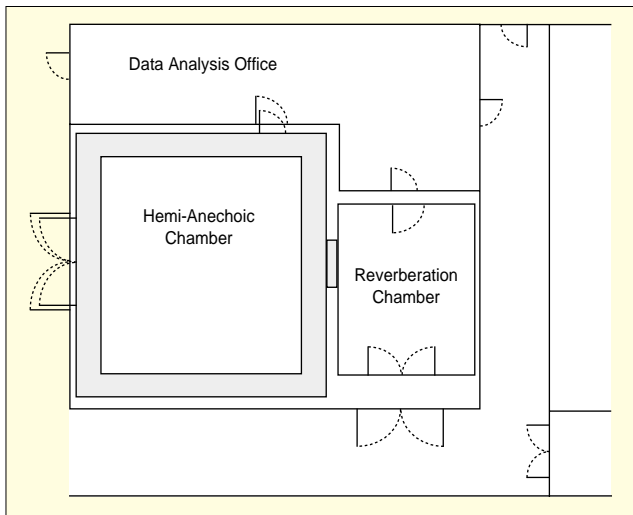 Data Analysis Office
Hemi-Anechoic
Chamber
Reverberation
Chamber